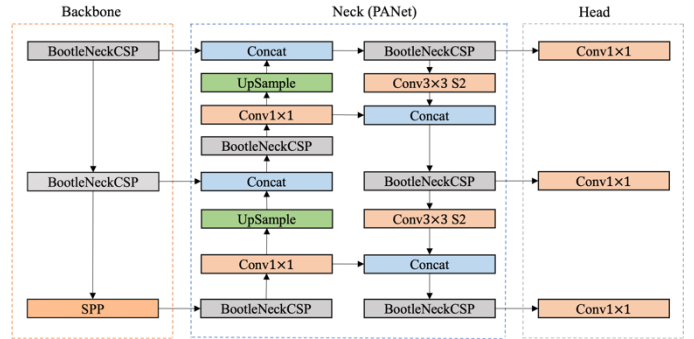 Backbone
Neck (PANet)
Head
BootleNeckCSP
Concat
BootleNeckCSP
Conv1×1
UpSample
Conv3×3 S2
Conv1×1
Concat
BootleNeckCSP
BootleNeckCSP
Concat
BootleNeckCSP
Conv1×1
UpSample
Conv3×3 S2
Conv1×1
Concat
SPP
BootleNeckCSP
BootleNeckCSP
Conv1×1